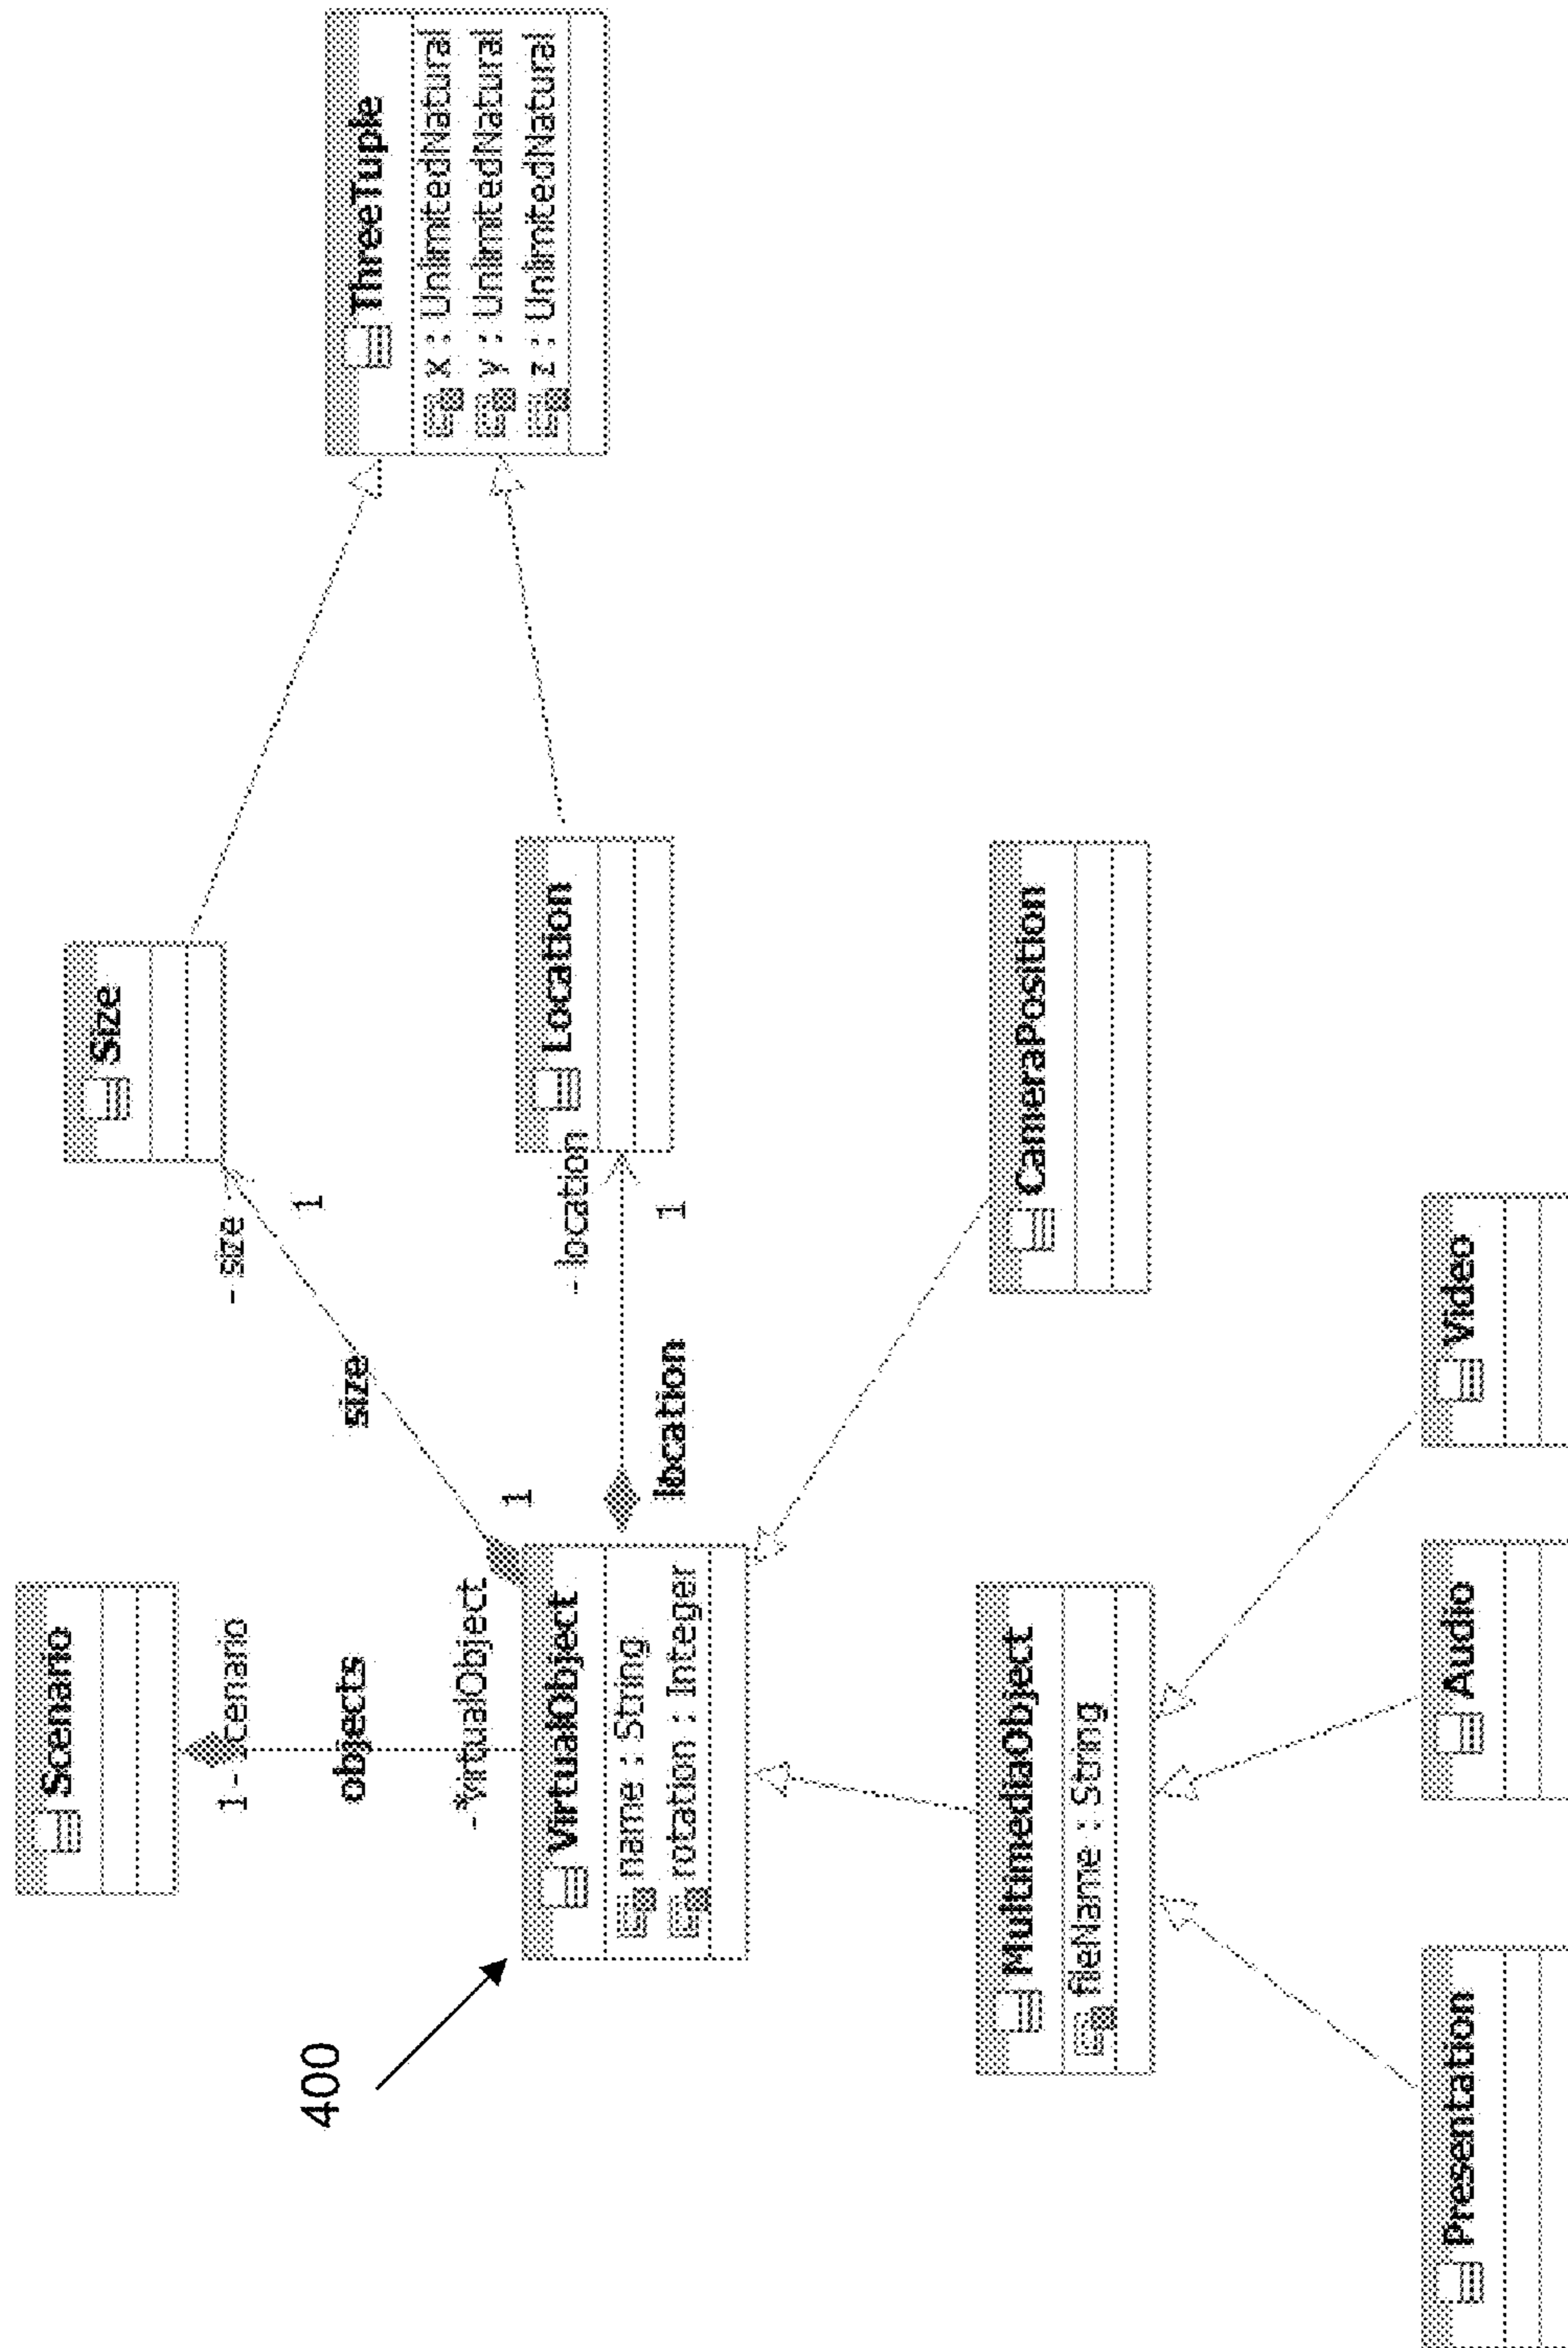 400
Scenario
1 - scenario
objects
- *virtualObject
VirtualObject
name : String
rotation : Integer
1
size
- size
1
Size
location
- location
1
Location
ThreeTuple
x : UnlimitedNatural
y : UnlimitedNatural
z : UnlimitedNatural
CameraPosition
MultimediaObject
fileName : String
Presentation
Audio
Video